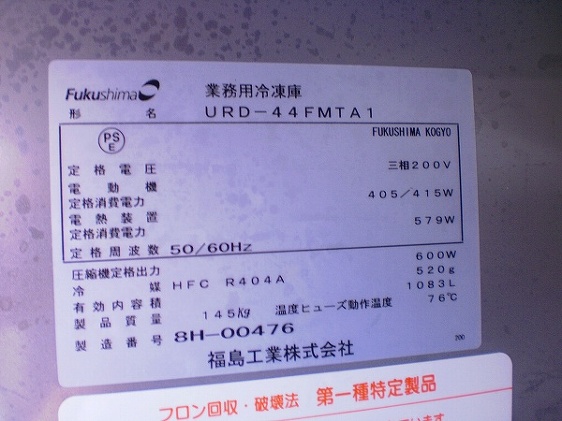 Fukushima 業務用冷凍庫
形名 URD-44FMTA1
PS
E
FUKUSHIMA KOGYO
定格電圧 三相200V
電動機
定格消費電力 405/415W
電熱装置
定格消費電力 579W
定格周波数 50/60Hz
圧縮機定格出力 600W
冷媒 HFC R404A 520g
有効内容積 1083L
製品質量 145kg 温度ヒューズ動作温度 76℃
製造番号 8H-00476
福島工業株式会社
200
フロン回収・破壊法 第一種特定製品
ています